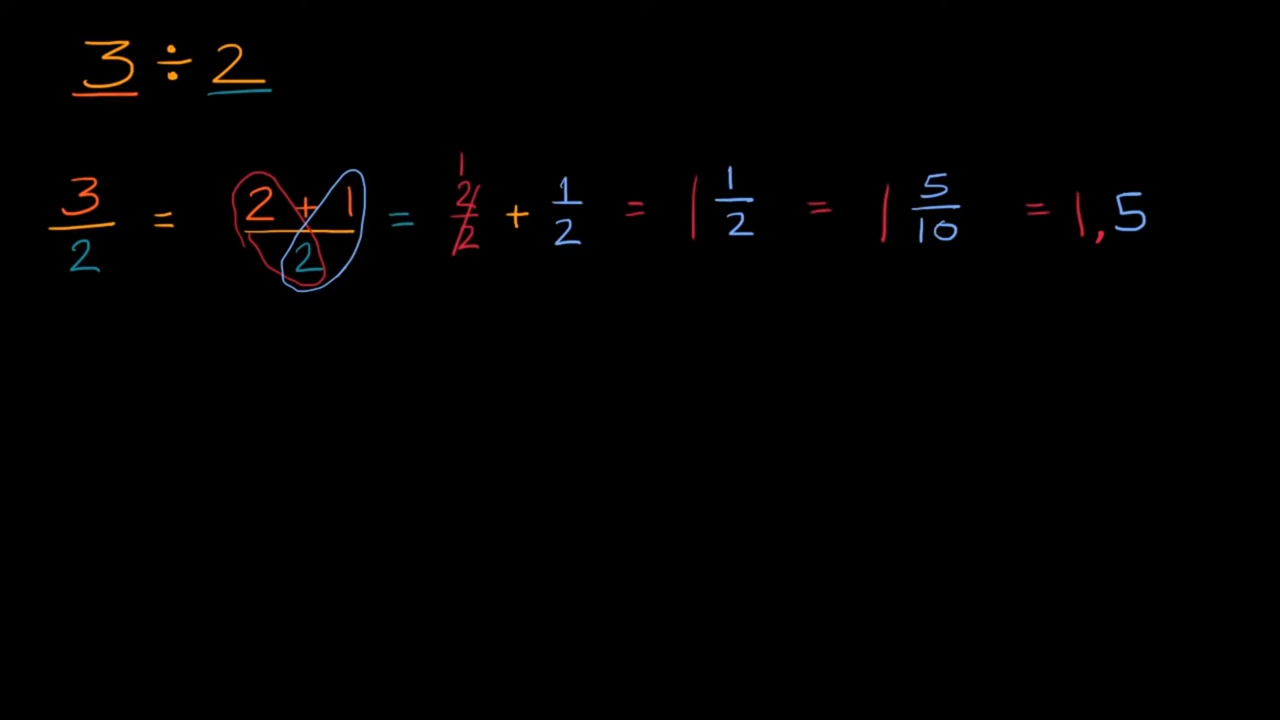 3 ÷ 2
3/2 = (2 + 1)/2 = 2/2 1 + 1/2 = 1 1/2 = 1 5/10 = 1,5